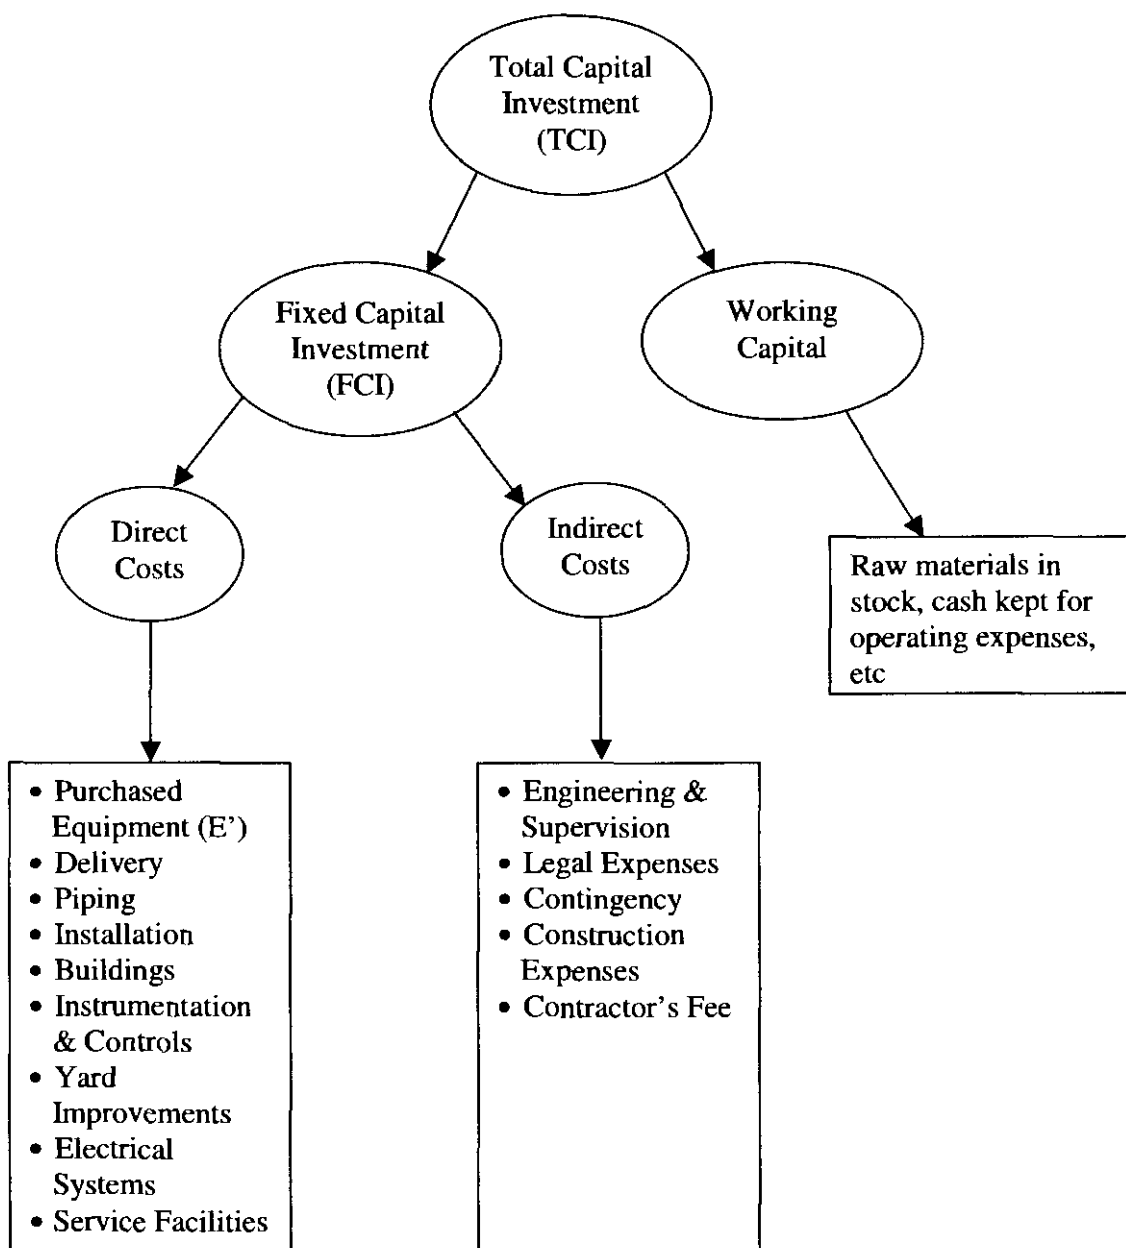 Total Capital
Investment
(TCI)
Fixed Capital
Investment
(FCI)
Working
Capital
Direct
Costs
Indirect
Costs
Raw materials in
stock, cash kept for
operating expenses,
etc
• Purchased
Equipment (E’)
• Delivery
• Piping
• Installation
• Buildings
• Instrumentation
& Controls
• Yard
Improvements
• Electrical
Systems
• Service Facilities
• Engineering &
Supervision
• Legal Expenses
• Contingency
• Construction
Expenses
• Contractor’s Fee